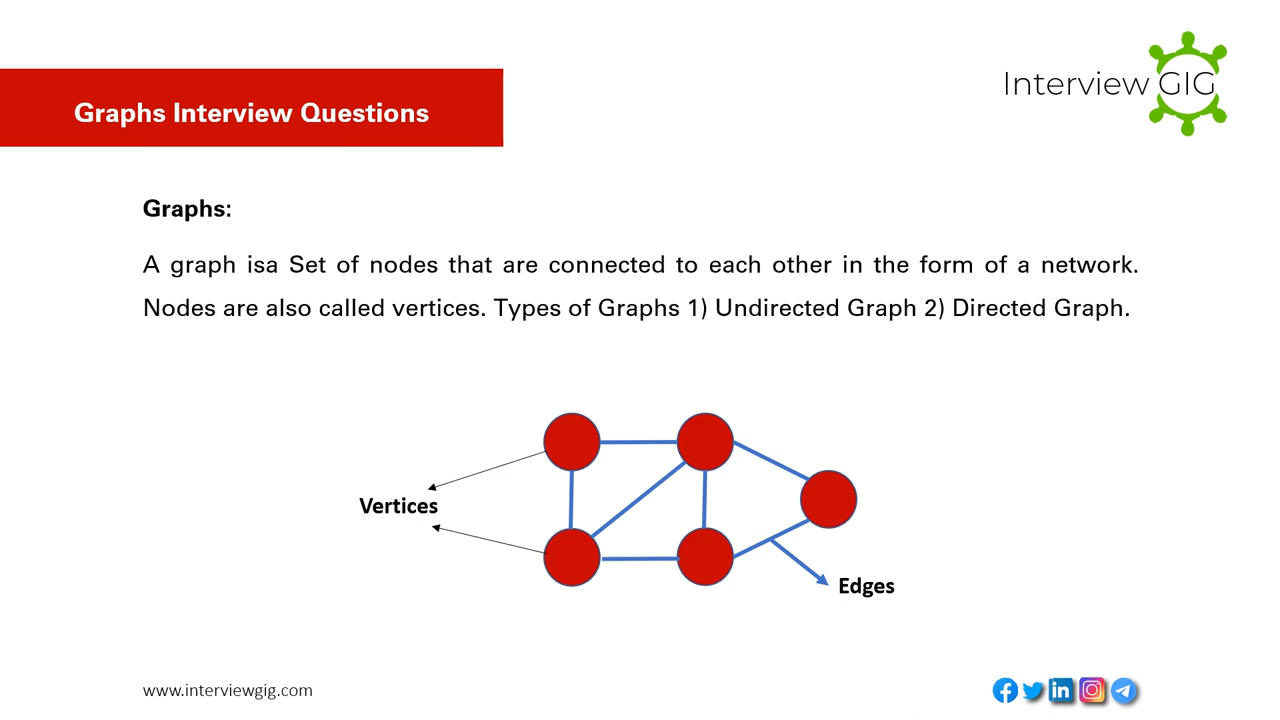 Interview GIG
Graphs Interview Questions
Graphs:
A graph isa Set of nodes that are connected to each other in the form of a network.
Nodes are also called vertices. Types of Graphs 1) Undirected Graph 2) Directed Graph.
Vertices
Edges
www.interviewgig.com